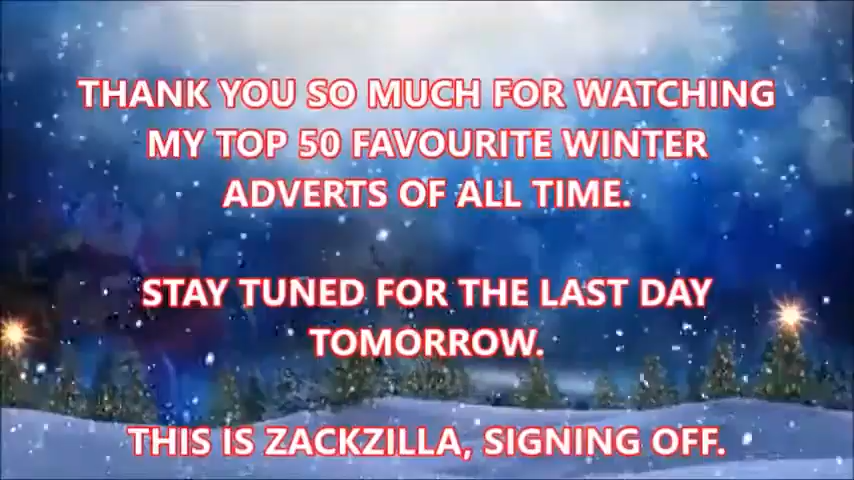 THANK YOU SO MUCH FOR WATCHING
MY TOP 50 FAVOURITE WINTER
ADVERTS OF ALL TIME.
STAY TUNED FOR THE LAST DAY
TOMORROW.
THIS IS ZACKZILLA, SIGNING OFF.